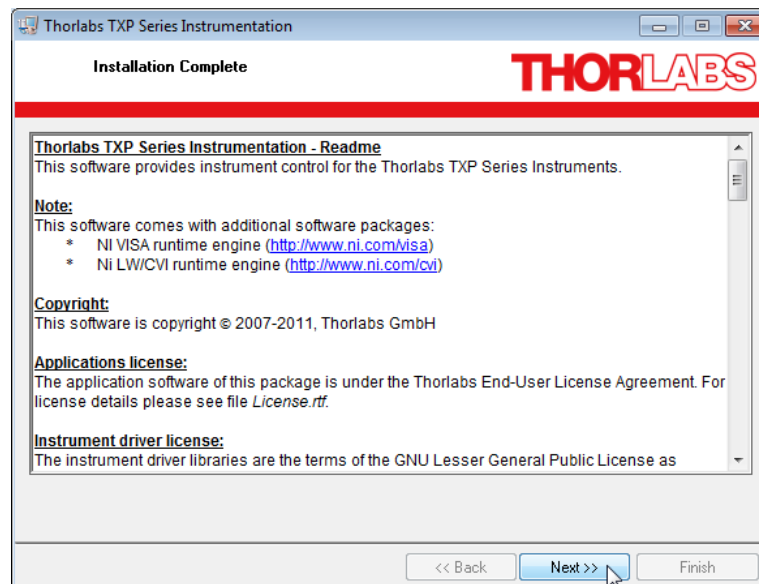 Thorlabs TXP Series Instrumentation
Installation Complete
THORLABS
Thorlabs TXP Series Instrumentation - Readme
This software provides instrument control for the Thorlabs TXP Series Instruments.
Note:
This software comes with additional software packages:
* NI VISA runtime engine (http://www.ni.com/visa)
* Ni LW/CVI runtime engine (http://www.ni.com/cvi)
Copyright:
This software is copyright © 2007-2011, Thorlabs GmbH
Applications license:
The application software of this package is under the Thorlabs End-User License Agreement. For
license details please see file License.rtf.
Instrument driver license:
The instrument driver libraries are the terms of the GNU Lesser General Public License as
<< Back Next >> Finish